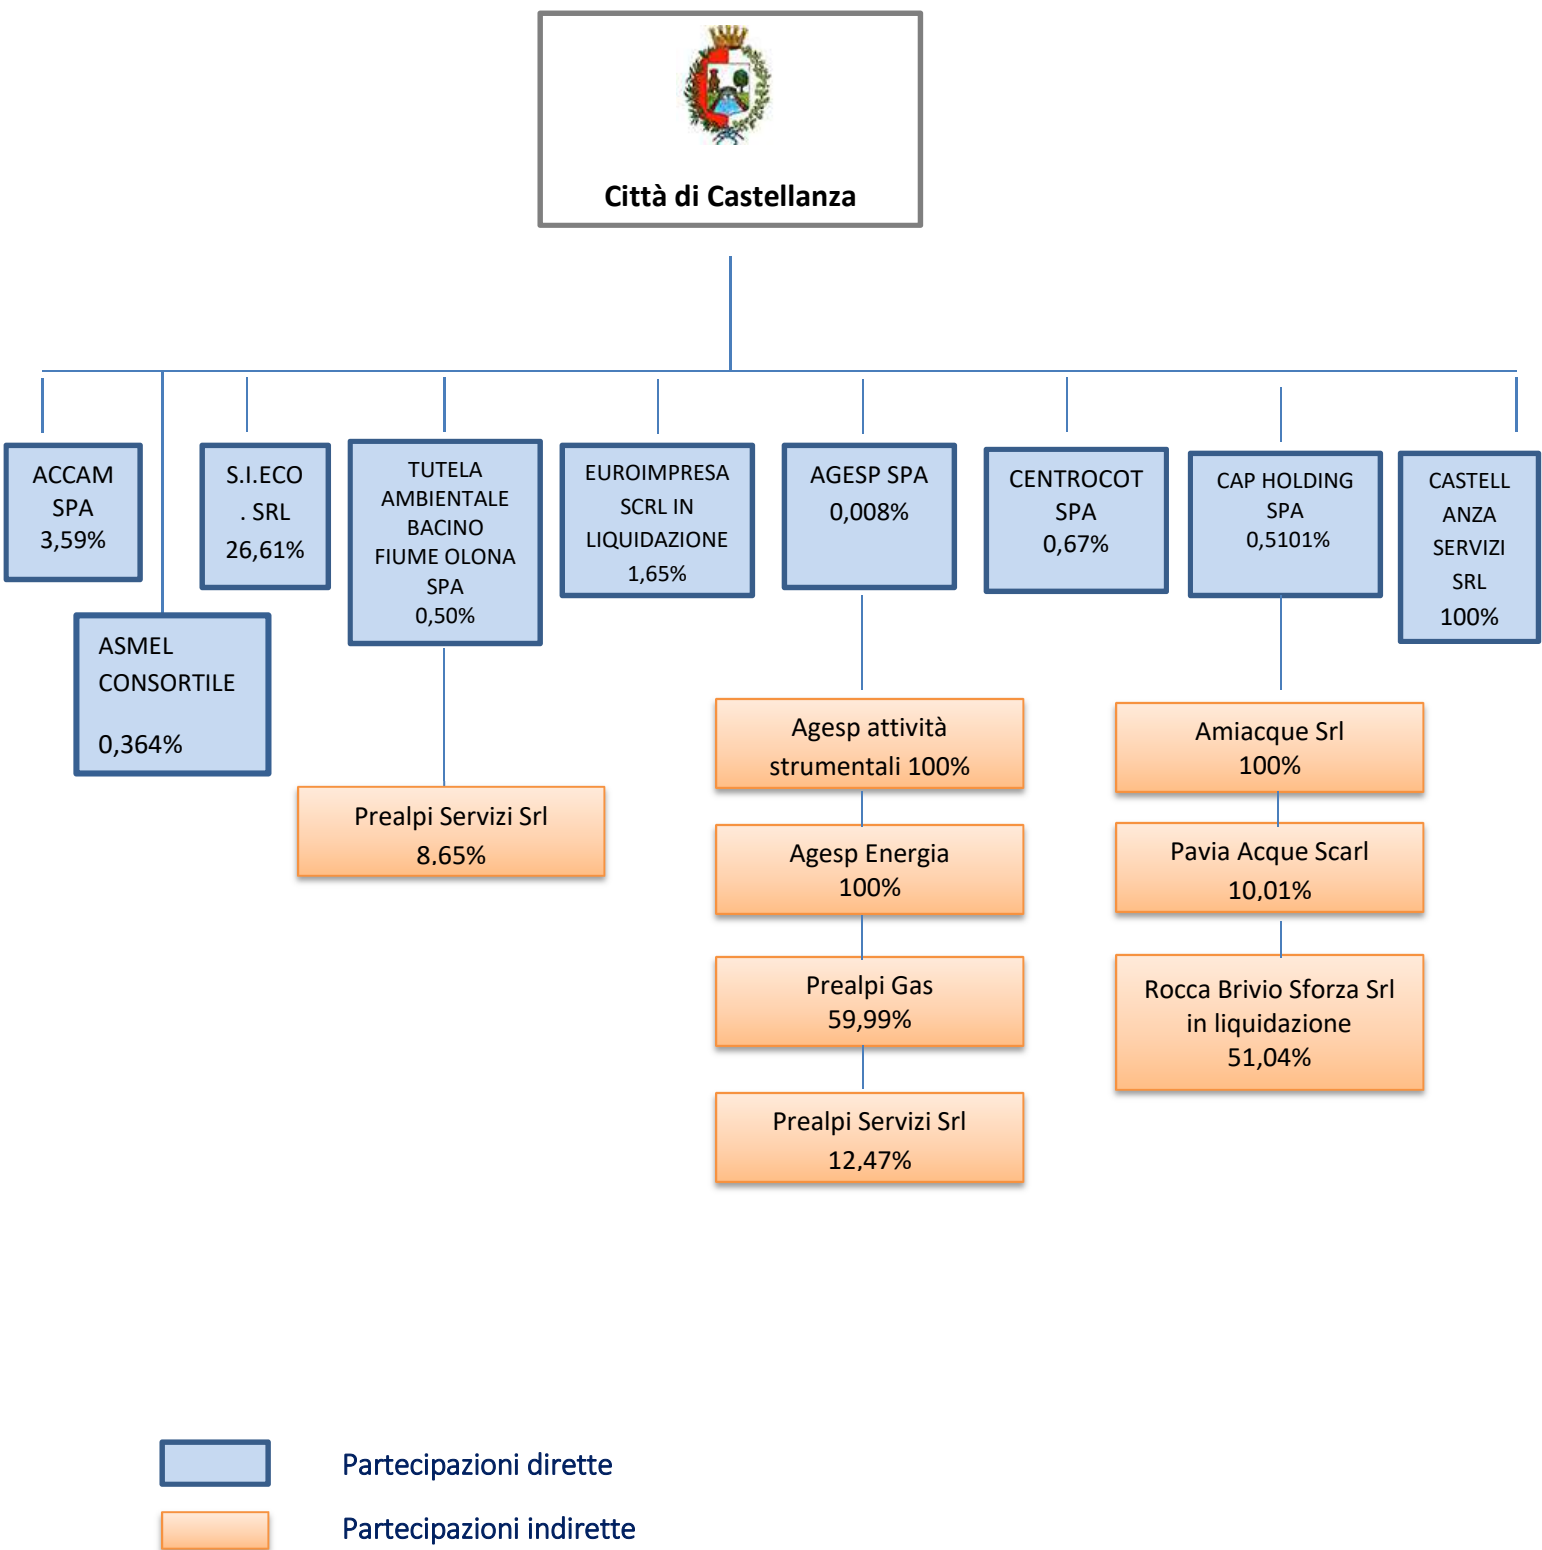 Città di Castellanza
ACCAM
SPA
3,59%
ASMEL
CONSORTILE
0,364%
S.I.ECO
. SRL
26,61%
TUTELA
AMBIENTALE
BACINO
FIUME OLONA
SPA
0,50%
EUROIMPRESA
SCRL IN
LIQUIDAZIONE
1,65%
AGESP SPA
0,008%
CENTROCOT
SPA
0,67%
CAP HOLDING
SPA
0,5101%
CASTELL
ANZA
SERVIZI
SRL
100%
Prealpi Servizi Srl
8,65%
Agesp attività
strumentali 100%
Agesp Energia
100%
Prealpi Gas
59,99%
Prealpi Servizi Srl
12,47%
Amiacque Srl
100%
Pavia Acque Scarl
10,01%
Rocca Brivio Sforza Srl
in liquidazione
51,04%
Partecipazioni dirette
Partecipazioni indirette